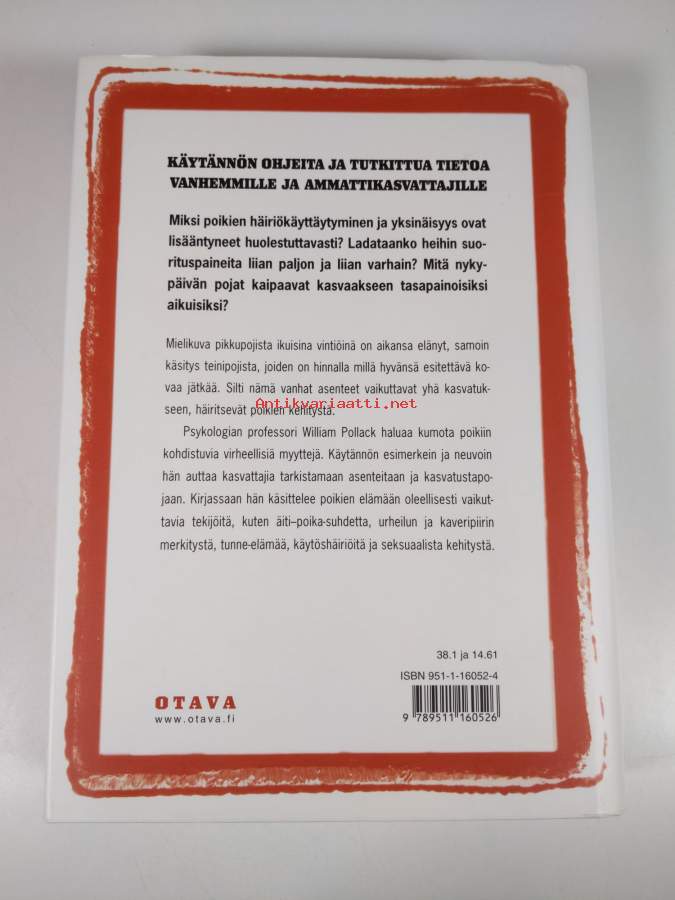 KÄYTÄNNÖN OHJEITA JA TUTKITTUA TIETOA
VANHEMMILLE JA AMMATTIKASVATTAJILLE
Miksi poikien häiriökäyttäytyminen ja yksinäisyys ovat
lisääntyneet huolestuttavasti? Ladataanko heihin suo-
rituspaineita liian paljon ja liian varhain? Mitä nyky-
päivän pojat kaipaavat kasvaakseen tasapainoisiksi
aikuisiksi?
Mielikuva pikkupojista ikuisina vintiöinä on aikansa elänyt, samoin
käsitys teinipojista, joiden on hinnalla millä hyvänsä esitettävä ko-
vaa jätkää. Silti nämä vanhat asenteet vaikuttavat yhä kasvatuk-
Antikvariaatti.net
seen, häiritsevät poikien kehitystä.
Psykologian professori William Pollack haluaa kumota poikiin
kohdistuvia virheellisiä myyttejä. Käytännön esimerkein ja neuvoin
hän auttaa kasvattajia tarkistamaan asenteitaan ja kasvatustapo-
jaan. Kirjassaan hän käsittelee poikien elämään oleellisesti vaikut-
tavia tekijöitä, kuten äiti–poika-suhdetta, urheilun ja kaveripiirin
merkitystä, tunne-elämää, käytöshäiriöitä ja seksuaalista kehitystä.
38.1 ja 14.61
ISBN 951-1-16052-4
9 789511 160526
OTAVA
www.otava.fi